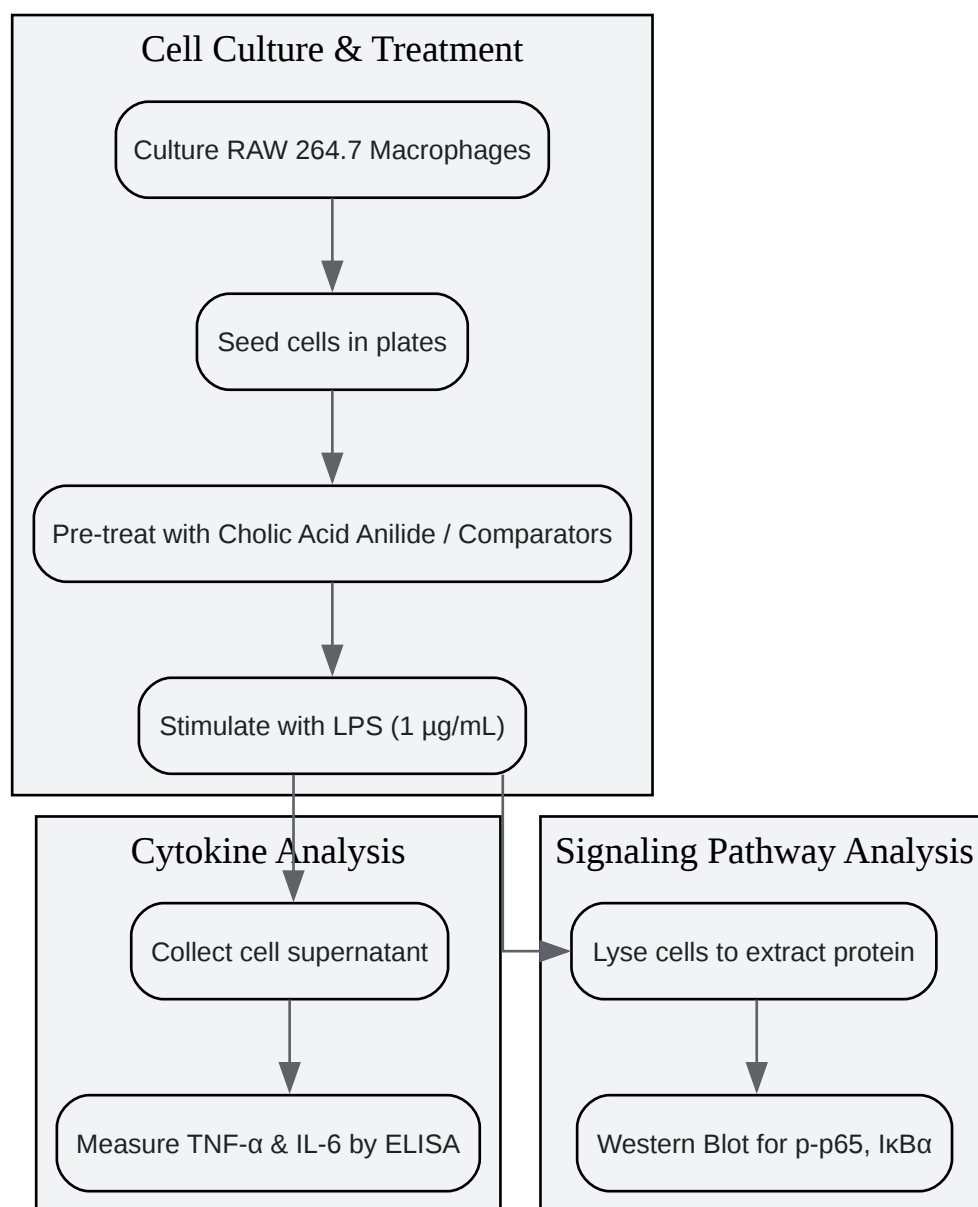 Cell Culture & Treatment
Culture RAW 264.7 Macrophages
Seed cells in plates
Pre-treat with Cholic Acid Anilide / Comparators
Stimulate with LPS (1 µg/mL)
Cytokine Analysis
Collect cell supernatant
Measure TNF-α & IL-6 by ELISA
Signaling Pathway Analysis
Lyse cells to extract protein
Western Blot for p-p65, IκBα